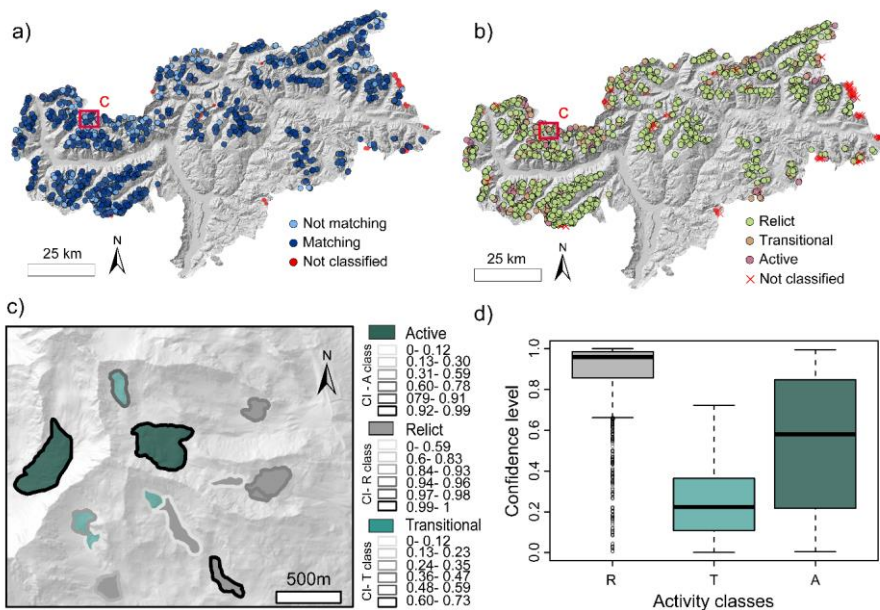 a)
C
Not matching
Matching
Not classified
25 km
N
b)
C
Relict
Transitional
Active
Not classified
25 km
N
c)
N
500m
Active
CI - A class
0- 0.12
0.13- 0.30
0.31- 0.59
0.60- 0.78
079- 0.91
0.92- 0.99
Relict
CI -R class
0- 0.59
0.6- 0.83
0.84- 0.93
0.94- 0.96
0.97- 0.98
0.99- 1
Transitional
CI- T class
0- 0.12
0.13- 0.23
0.24- 0.35
0.36- 0.47
0.48- 0.59
0.60- 0.73
d)
Confidence level
1.0
0.8
0.6
0.4
0.2
0.0
R T A
Activity classes